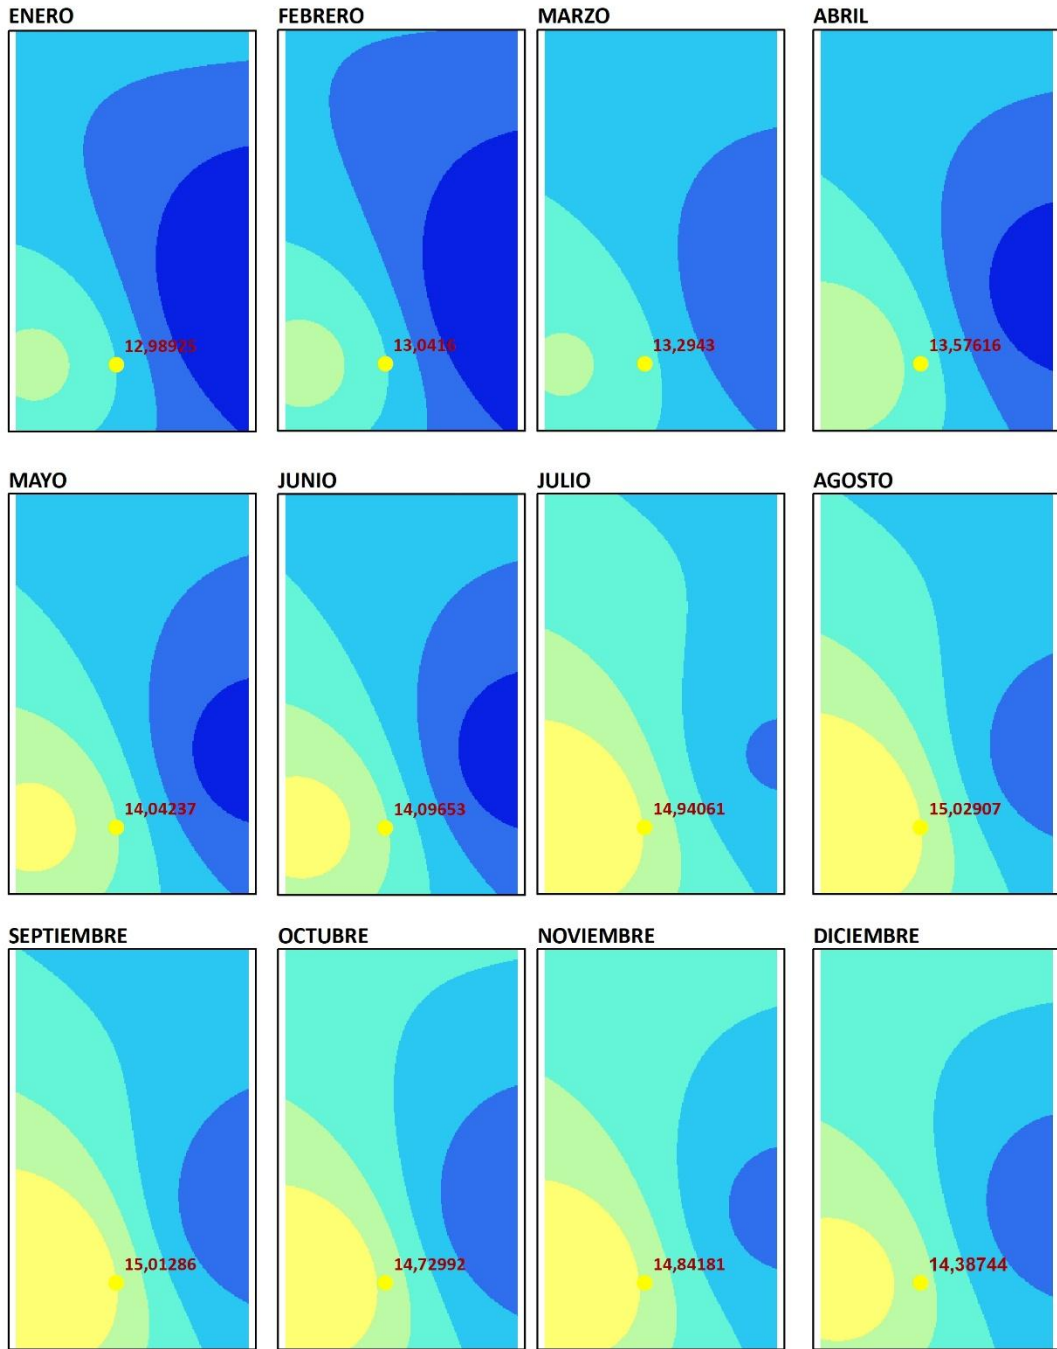 ENERO FEBRERO MARZO ABRIL
12,98925 13,0416 13,2943 13,57616
MAYO JUNIO JULIO AGOSTO
14,04237 14,09653 14,94061 15,02907
SEPTIEMBRE OCTUBRE NOVIEMBRE DICIEMBRE
15,01286 14,72992 14,84181 14,38744